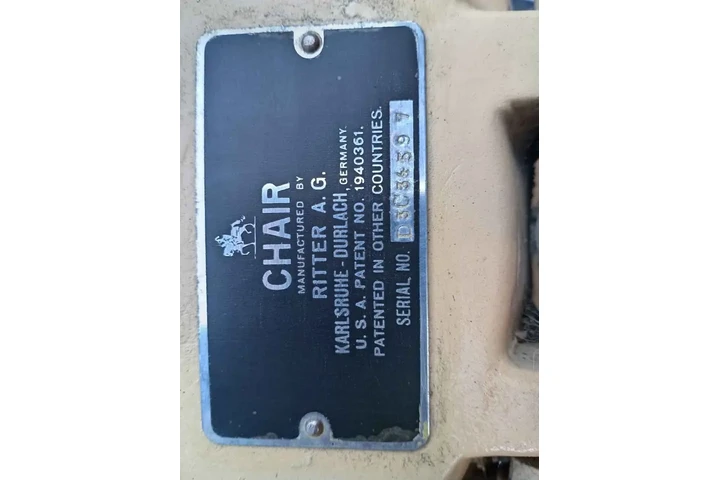 CHAIR
MANUFACTURED BY
RITTER A. G.
KARLSRUHE - DURLACH, GERMANY.
U. S. A. PATENT NO. 1940361.
PATENTED IN OTHER COUNTRIES.
SERIAL NO.